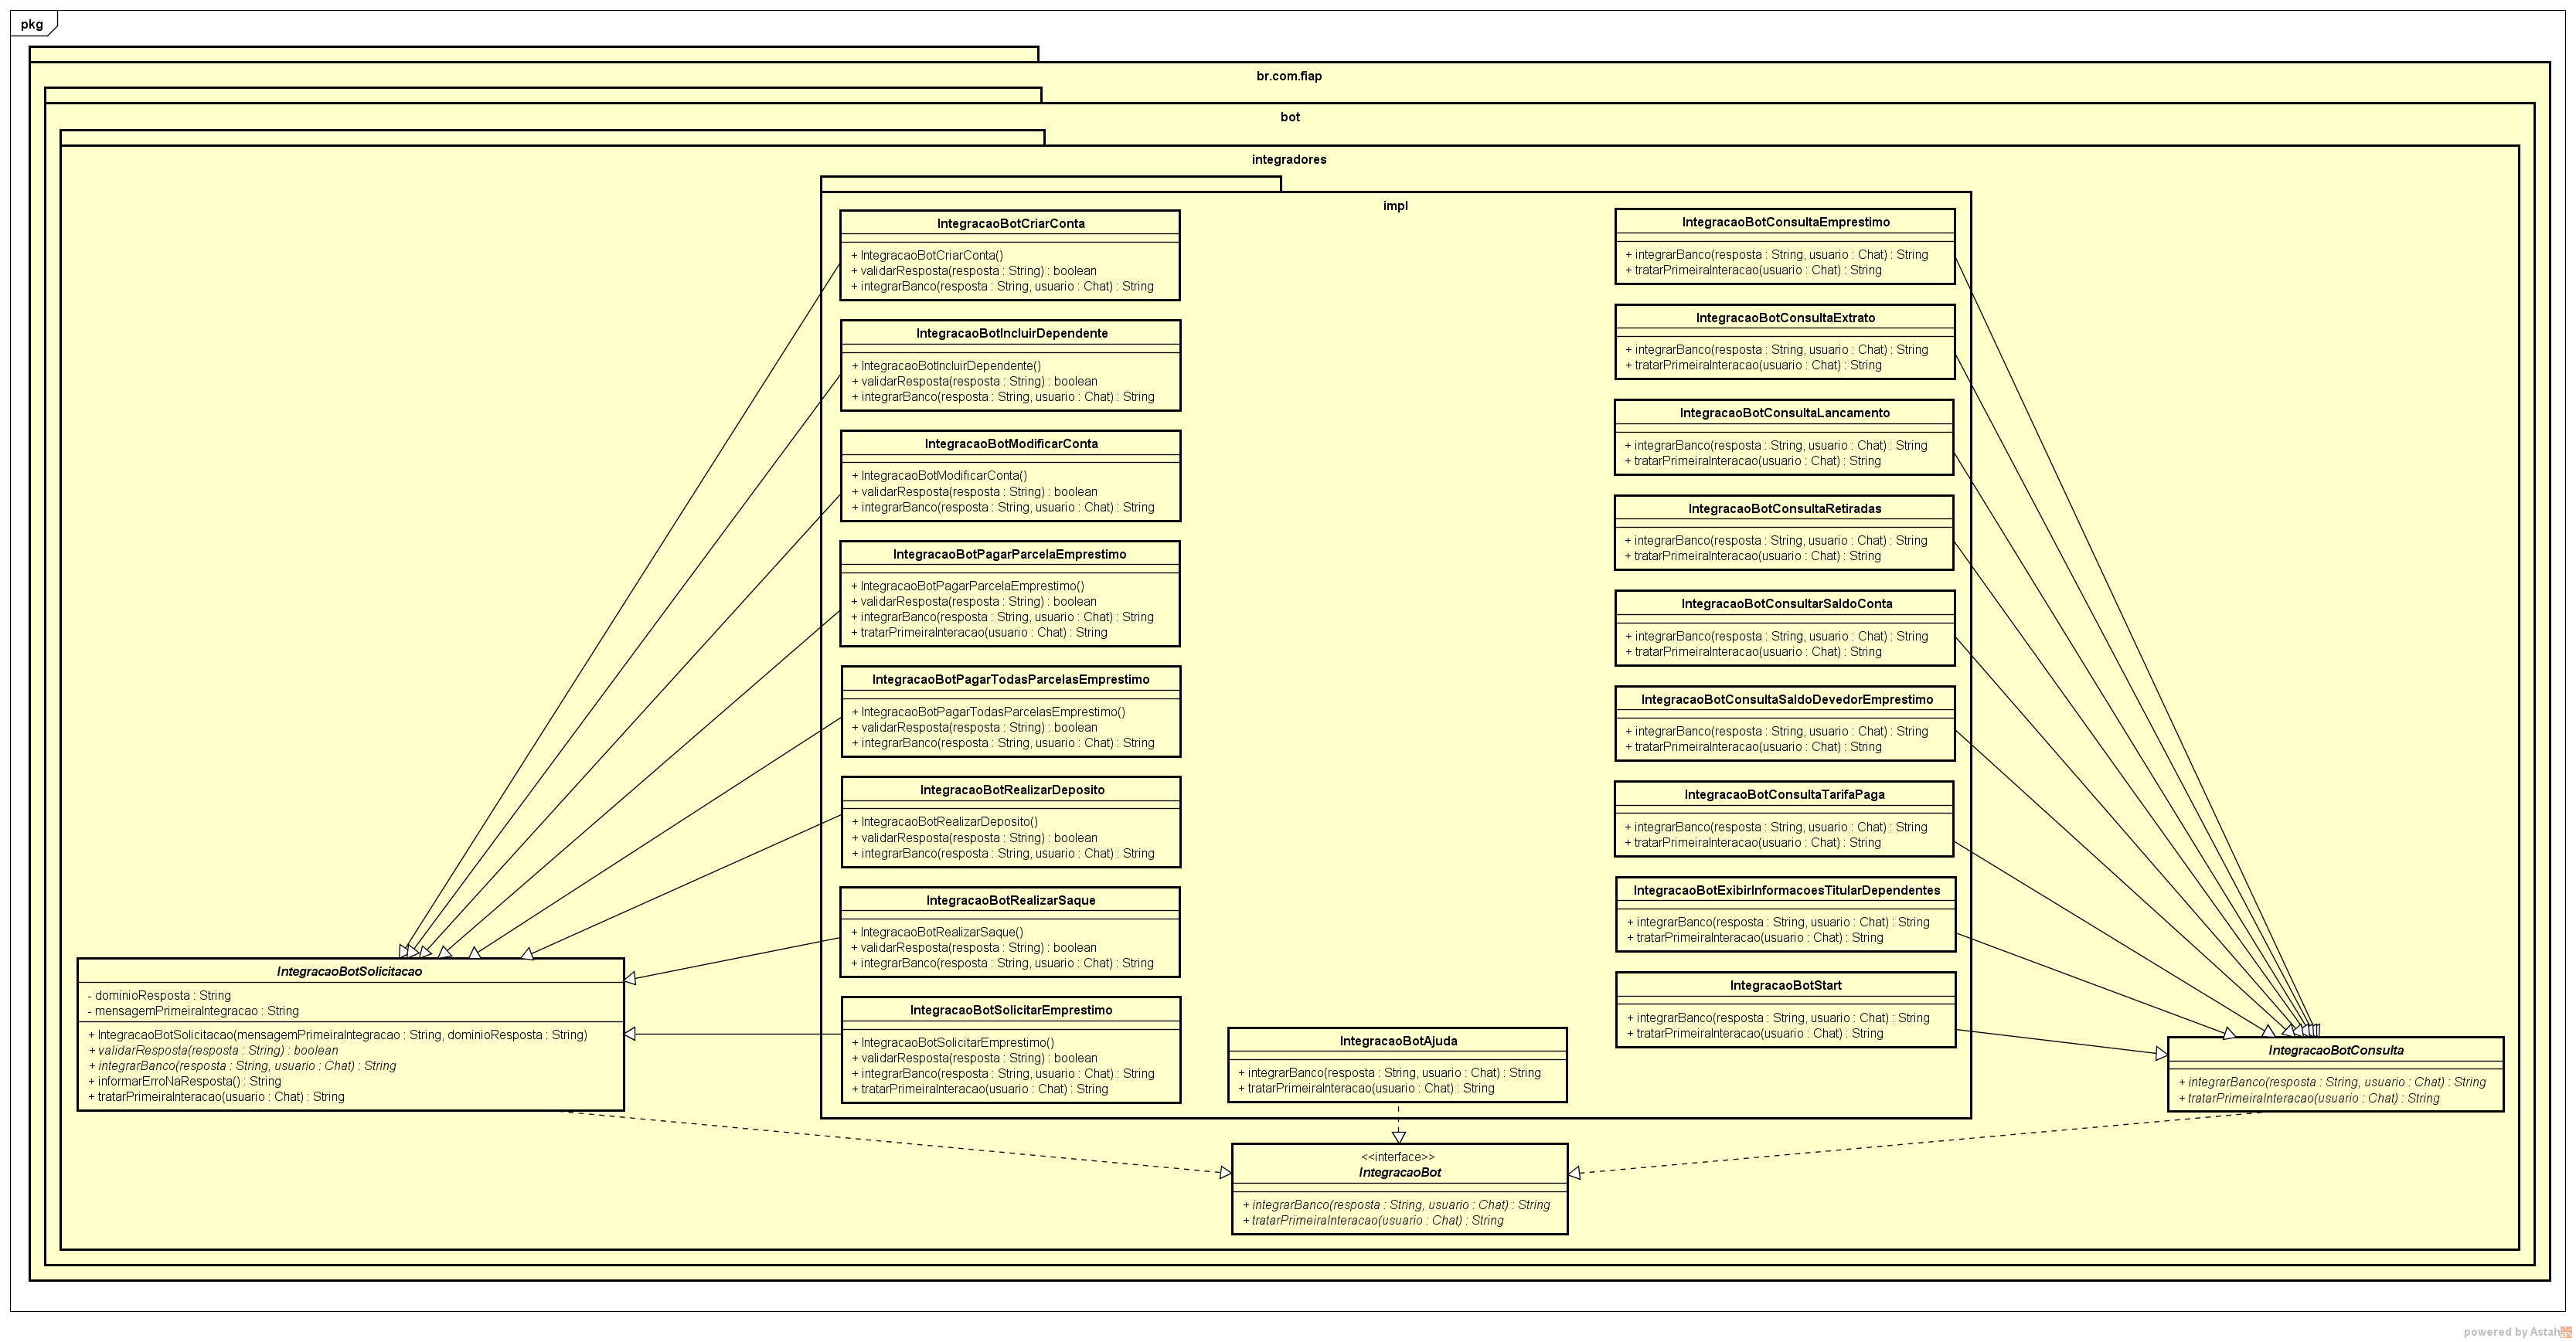 pkg
br.com.fiap
bot
integradores
impl
IntegracaoBotCriarConta
+ IntegracaoBotCriarConta()
+ validarResposta(resposta : String) : boolean
+ integrarBanco(resposta : String, usuario : Chat) : String
IntegracaoBotIncluirDependente
+ IntegracaoBotIncluirDependente()
+ validarResposta(resposta : String) : boolean
+ integrarBanco(resposta : String, usuario : Chat) : String
IntegracaoBotModificarConta
+ IntegracaoBotModificarConta()
+ validarResposta(resposta : String) : boolean
+ integrarBanco(resposta : String, usuario : Chat) : String
IntegracaoBotPagarParcelaEmprestimo
+ IntegracaoBotPagarParcelaEmprestimo()
+ validarResposta(resposta : String) : boolean
+ integrarBanco(resposta : String, usuario : Chat) : String
+ tratarPrimeiraInteracao(usuario : Chat) : String
IntegracaoBotPagarTodasParcelasEmprestimo
+ IntegracaoBotPagarTodasParcelasEmprestimo()
+ validarResposta(resposta : String) : boolean
+ integrarBanco(resposta : String, usuario : Chat) : String
IntegracaoBotRealizarDeposito
+ IntegracaoBotRealizarDeposito()
+ validarResposta(resposta : String) : boolean
+ integrarBanco(resposta : String, usuario : Chat) : String
IntegracaoBotRealizarSaque
+ IntegracaoBotRealizarSaque()
+ validarResposta(resposta : String) : boolean
+ integrarBanco(resposta : String, usuario : Chat) : String
IntegracaoBotSolicitarEmprestimo
+ IntegracaoBotSolicitarEmprestimo()
+ validarResposta(resposta : String) : boolean
+ integrarBanco(resposta : String, usuario : Chat) : String
+ tratarPrimeiraInteracao(usuario : Chat) : String
IntegracaoBotConsultaEmprestimo
+ integrarBanco(resposta : String, usuario : Chat) : String
+ tratarPrimeiraInteracao(usuario : Chat) : String
IntegracaoBotConsultaExtrato
+ integrarBanco(resposta : String, usuario : Chat) : String
+ tratarPrimeiraInteracao(usuario : Chat) : String
IntegracaoBotConsultaLancamento
+ integrarBanco(resposta : String, usuario : Chat) : String
+ tratarPrimeiraInteracao(usuario : Chat) : String
IntegracaoBotConsultaRetiradas
+ integrarBanco(resposta : String, usuario : Chat) : String
+ tratarPrimeiraInteracao(usuario : Chat) : String
IntegracaoBotConsultarSaldoConta
+ integrarBanco(resposta : String, usuario : Chat) : String
+ tratarPrimeiraInteracao(usuario : Chat) : String
IntegracaoBotConsultaSaldoDevedorEmprestimo
+ integrarBanco(resposta : String, usuario : Chat) : String
+ tratarPrimeiraInteracao(usuario : Chat) : String
IntegracaoBotConsultaTarifaPaga
+ integrarBanco(resposta : String, usuario : Chat) : String
+ tratarPrimeiraInteracao(usuario : Chat) : String
IntegracaoBotExibirInformacoesTitularDependentes
+ integrarBanco(resposta : String, usuario : Chat) : String
+ tratarPrimeiraInteracao(usuario : Chat) : String
IntegracaoBotStart
+ integrarBanco(resposta : String, usuario : Chat) : String
+ tratarPrimeiraInteracao(usuario : Chat) : String
IntegracaoBotSolicitacao
- dominioResposta : String
- mensagemPrimeiraIntegracao : String
+ IntegracaoBotSolicitacao(mensagemPrimeiraIntegracao : String, dominioResposta : String)
+ validarResposta(resposta : String) : boolean
+ integrarBanco(resposta : String, usuario : Chat) : String
+ informarErroNaResposta() : String
+ tratarPrimeiraInteracao(usuario : Chat) : String
IntegracaoBotAjuda
+ integrarBanco(resposta : String, usuario : Chat) : String
+ tratarPrimeiraInteracao(usuario : Chat) : String
IntegracaoBotConsulta
+ integrarBanco(resposta : String, usuario : Chat) : String
+ tratarPrimeiraInteracao(usuario : Chat) : String
<<interface>>
IntegracaoBot
+ integrarBanco(resposta : String, usuario : Chat) : String
+ tratarPrimeiraInteracao(usuario : Chat) : String
powered by Astah